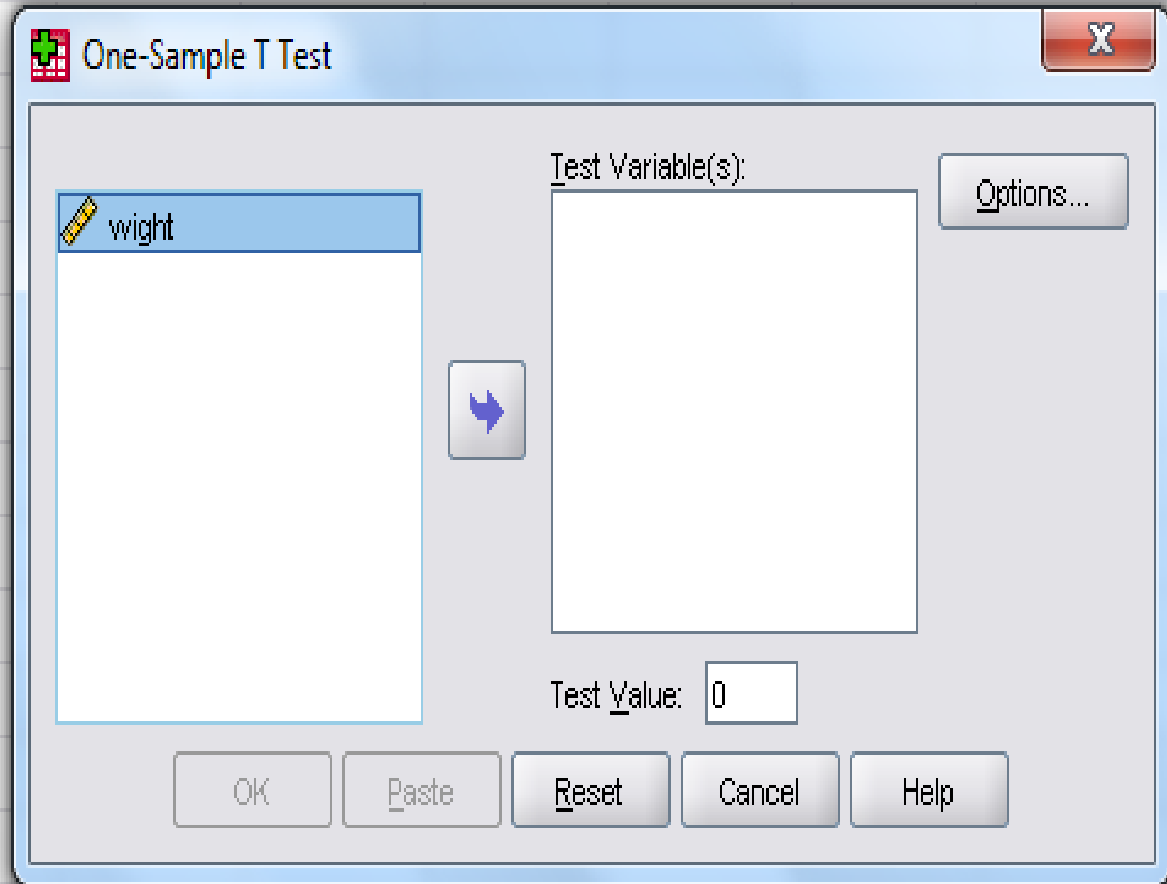 One-Sample T Test
X
Test Variable(s):
Options...
wight
Test Value: 0
OK Paste Reset Cancel Help